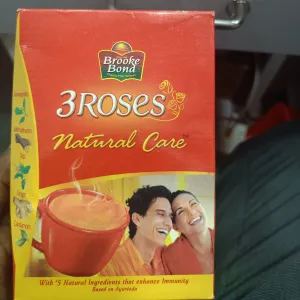 Brooke
Bond
3ROSES
Natural Care
With '5 Natural Ingredients that enhance Immunity
Based on Ayurveda